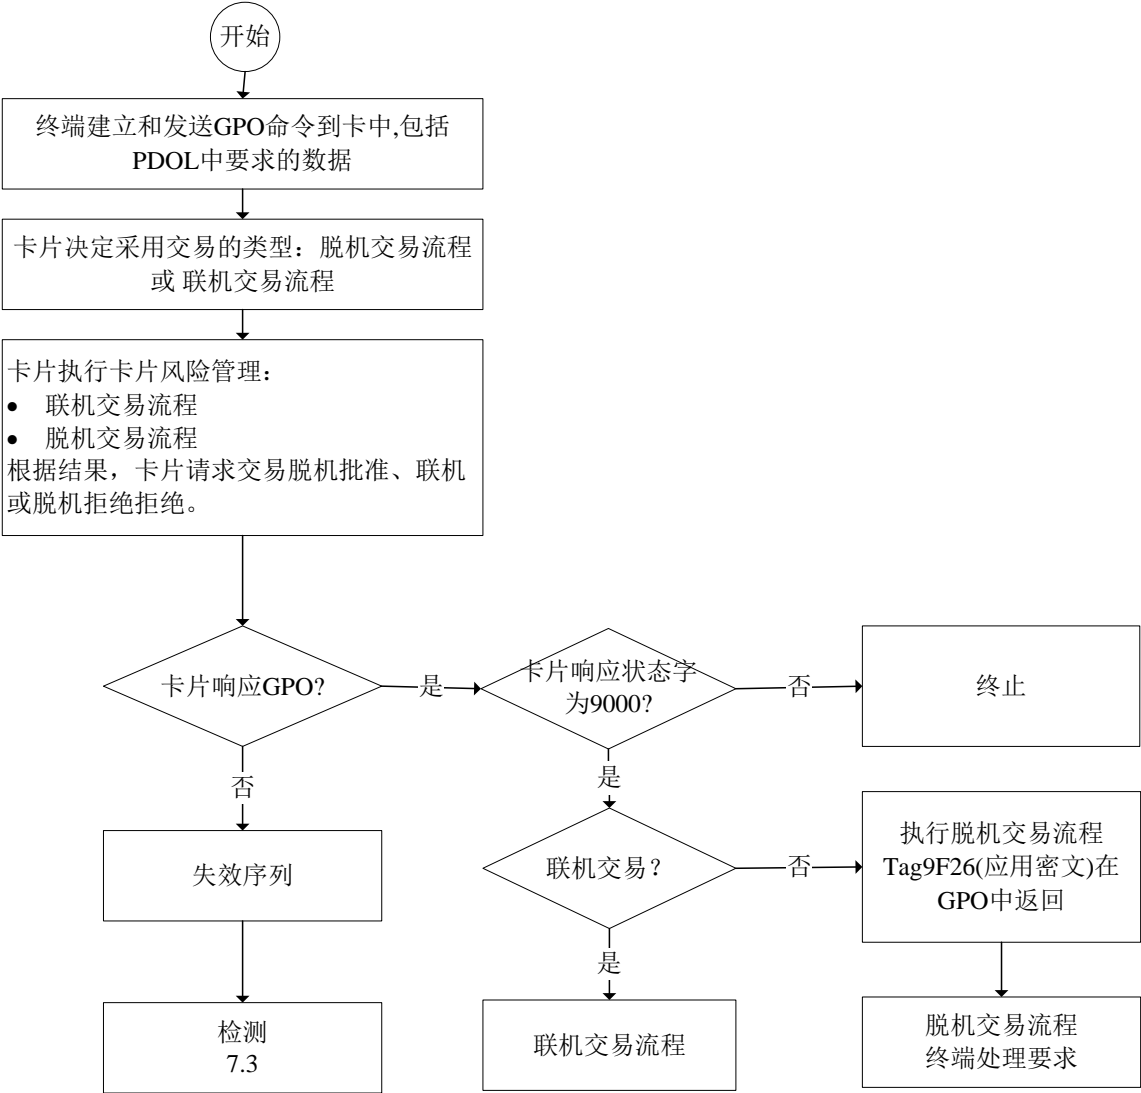 开始
终端建立和发送GPO命令到卡中,包括
PDOL中要求的数据
卡片决定采用交易的类型：脱机交易流程
或 联机交易流程
卡片执行卡片风险管理：
• 联机交易流程
• 脱机交易流程
根据结果，卡片请求交易脱机批准、联机
或脱机拒绝拒绝。
卡片响应GPO?
是
卡片响应状态字
为9000?
否
终止
否
是
失效序列
联机交易？
否
执行脱机交易流程
Tag9F26(应用密文)在
GPO中返回
是
检测
7.3
联机交易流程
脱机交易流程
终端处理要求